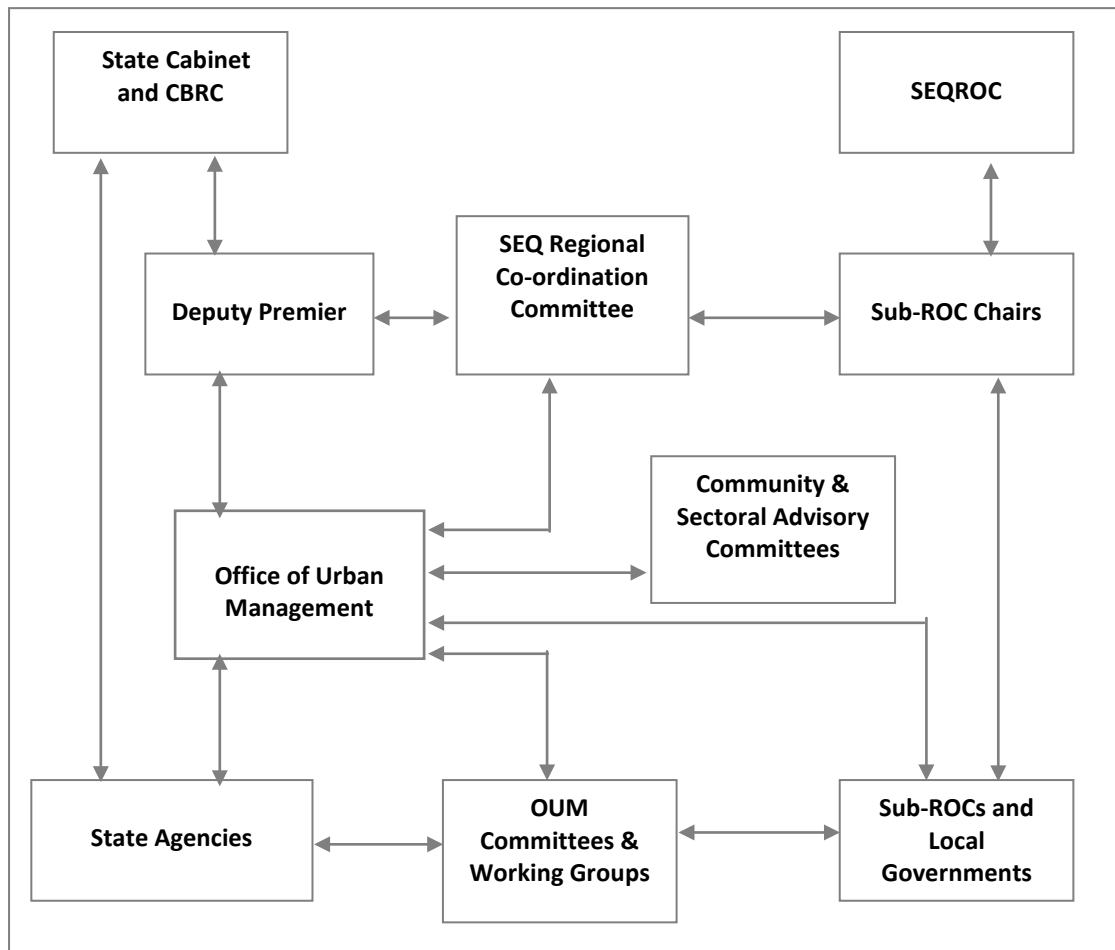 State Cabinet
and CBRC
SEQROC
SEQ Regional
Co-ordination
Committee
Deputy Premier
Sub-ROC Chairs
Community &
Sectoral Advisory
Committees
Office of Urban
Management
State Agencies
OUM
Committees &
Working Groups
Sub-ROCs and
Local
Governments